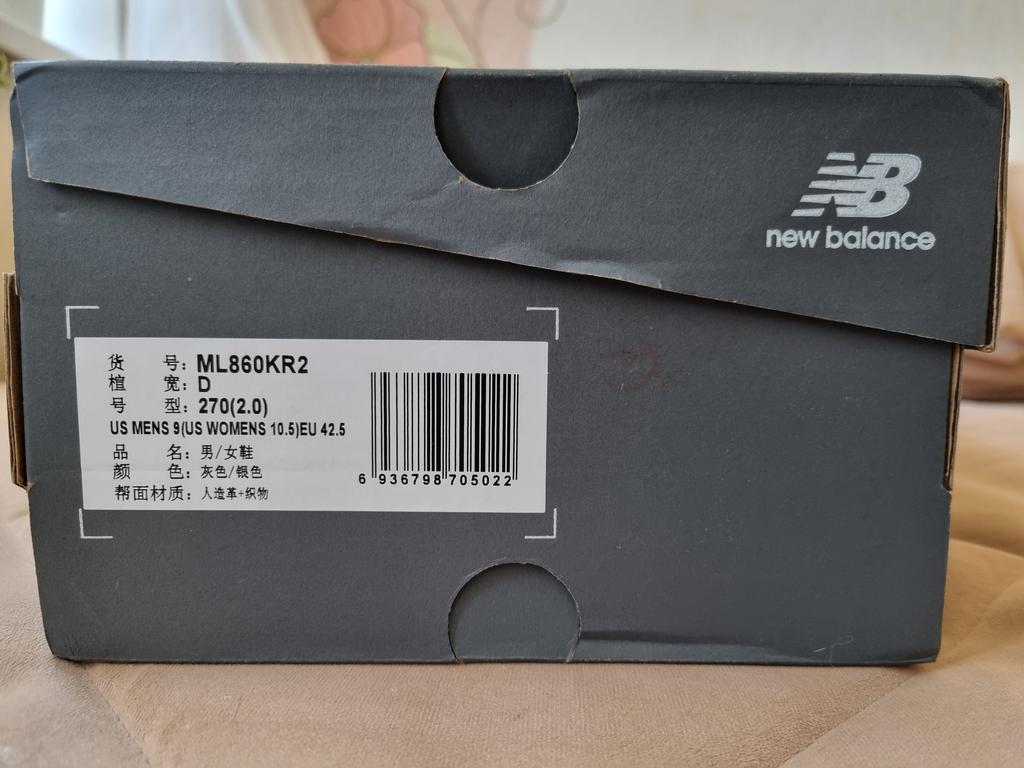 NB
new balance
货 号: ML860KR2
楦 宽: D
号 型: 270(2.0)
US MENS 9(US WOMENS 10.5)EU 42.5
品 名: 男/女鞋
颜 色: 灰色/银色
帮面材质: 人造革+织物
6 936798 705022